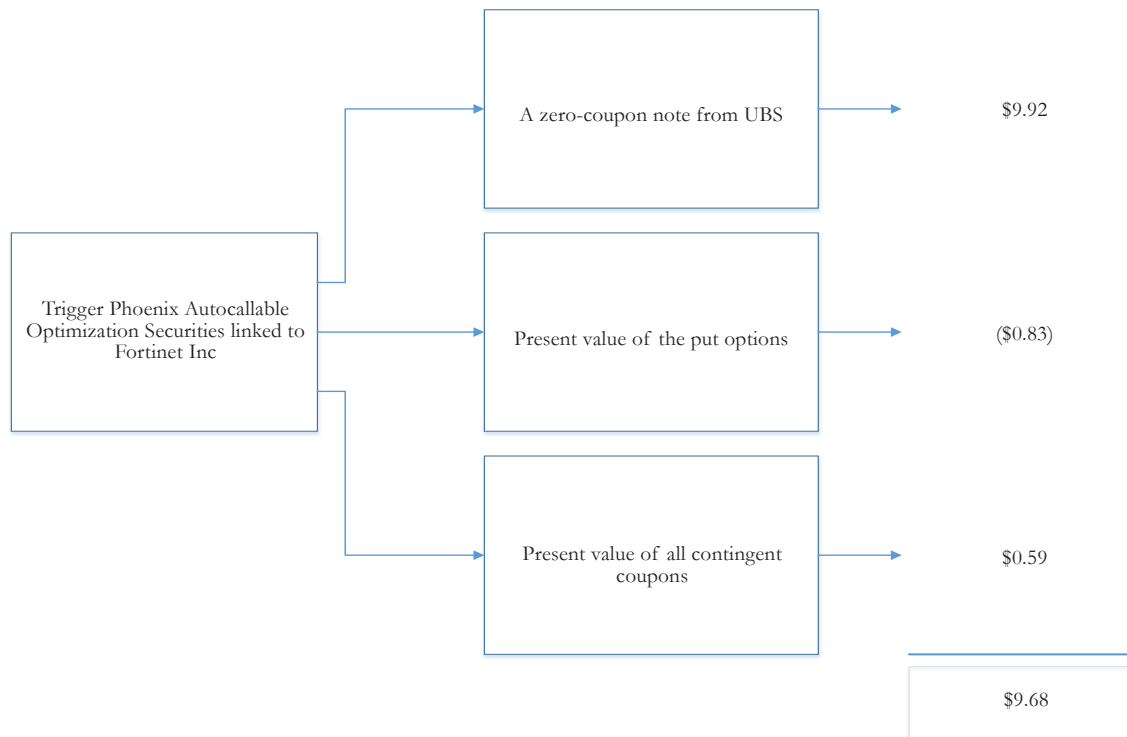 A zero-coupon note from UBS
$9.92
Trigger Phoenix Autocallable
Optimization Securities linked to
Fortinet Inc
Present value of the put options
($0.83)
Present value of all contingent
coupons
$0.59
$9.68